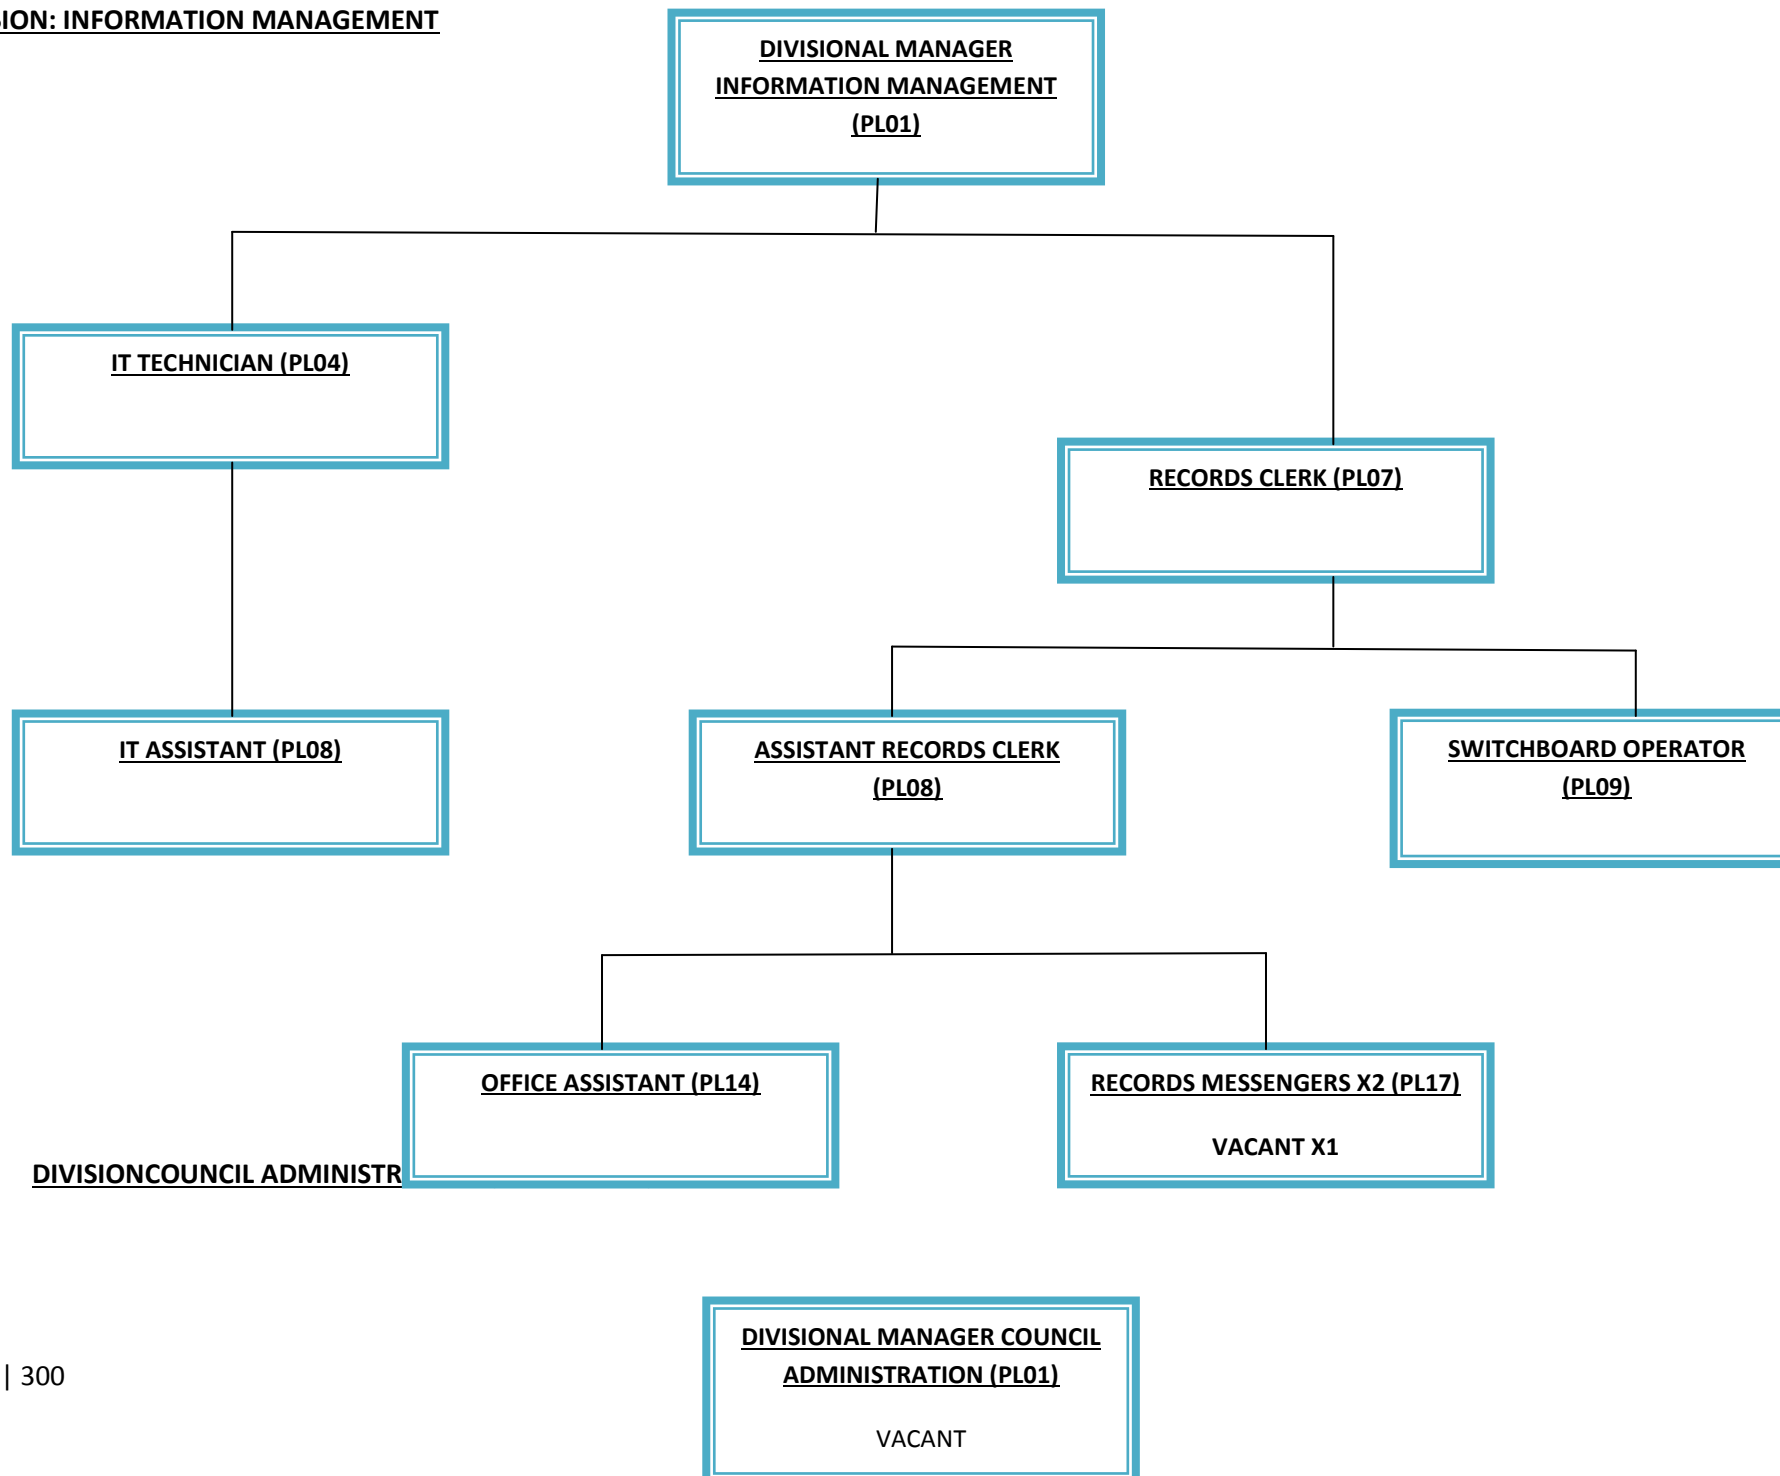 SION: INFORMATION MANAGEMENT
DIVISIONAL MANAGER
INFORMATION MANAGEMENT
(PL01)
IT TECHNICIAN (PL04)
RECORDS CLERK (PL07)
IT ASSISTANT (PL08)
ASSISTANT RECORDS CLERK
(PL08)
SWITCHBOARD OPERATOR
(PL09)
OFFICE ASSISTANT (PL14)
RECORDS MESSENGERS X2 (PL17)
VACANT X1
DIVISIONCOUNCIL ADMINISTR
DIVISIONAL MANAGER COUNCIL
ADMINISTRATION (PL01)
VACANT
| 300